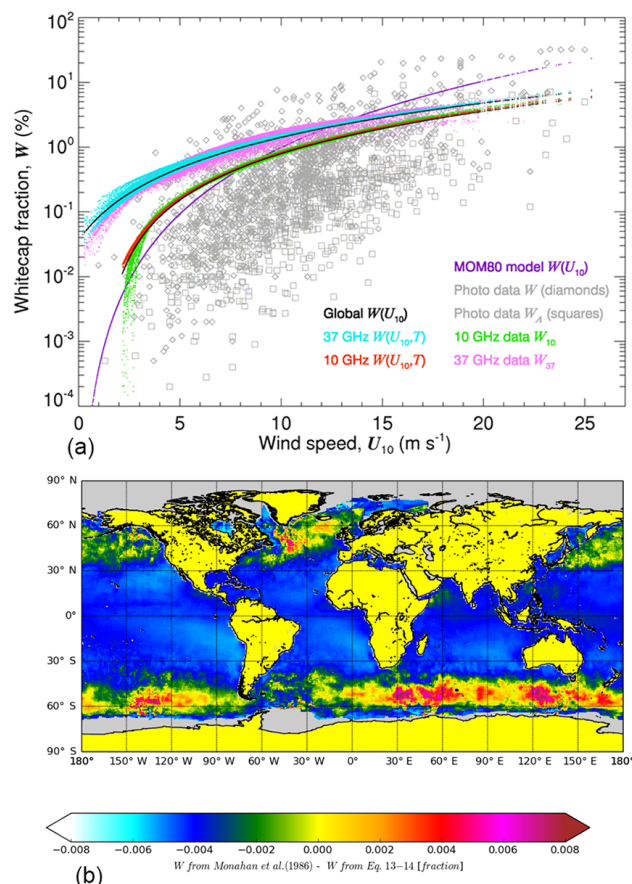 10²
10¹
10⁰
10⁻¹
10⁻²
10⁻³
10⁻⁴
Whitecap fraction, W (%)
MOM80 model W(U₁₀)
Photo data W (diamonds)
Global W(U₁₀) Photo data W_A (squares)
37 GHz W(U₁₀,T) 10 GHz data W₁₀
10 GHz W(U₁₀,T) 37 GHz data W₃₇
0 5 10 15 20 25
(a) Wind speed, U₁₀ (m s⁻¹)
90° N
60° N
30° N
0°
30° S
60° S
90° S
180° 150° W 120° W 90° W 60° W 30° W 0° 30° E 60° E 90° E 120° E 150° E 180°
−0.008 −0.006 −0.004 −0.002 0.000 0.002 0.004 0.006 0.008
(b) W from Monahan et al.(1986) - W from Eq. 13−14 [fraction]